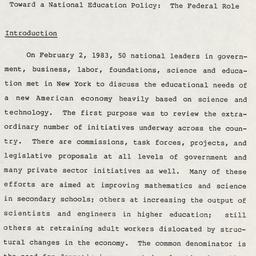 Toward a National Education Policy: The Federal Role
Introduction
On February 2, 1983, 50 national leaders in govern-
ment, business, labor, foundations, science and educa-
tion met in New York to discuss the educational needs of
a new American economy heavily based on science and
technology. The first purpose was to review the extra-
ordinary number of initiatives underway across the coun-
try. There are commissions, task forces, projects, and
legislative proposals at all levels of government and
many private sector initiatives as well. Many of these
efforts are aimed at improving mathematics and science
in secondary schools; others at increasing the output of
scientists and engineers in higher education; still
others at retraining adult workers dislocated by struc-
tural changes in the economy. The common denominator is